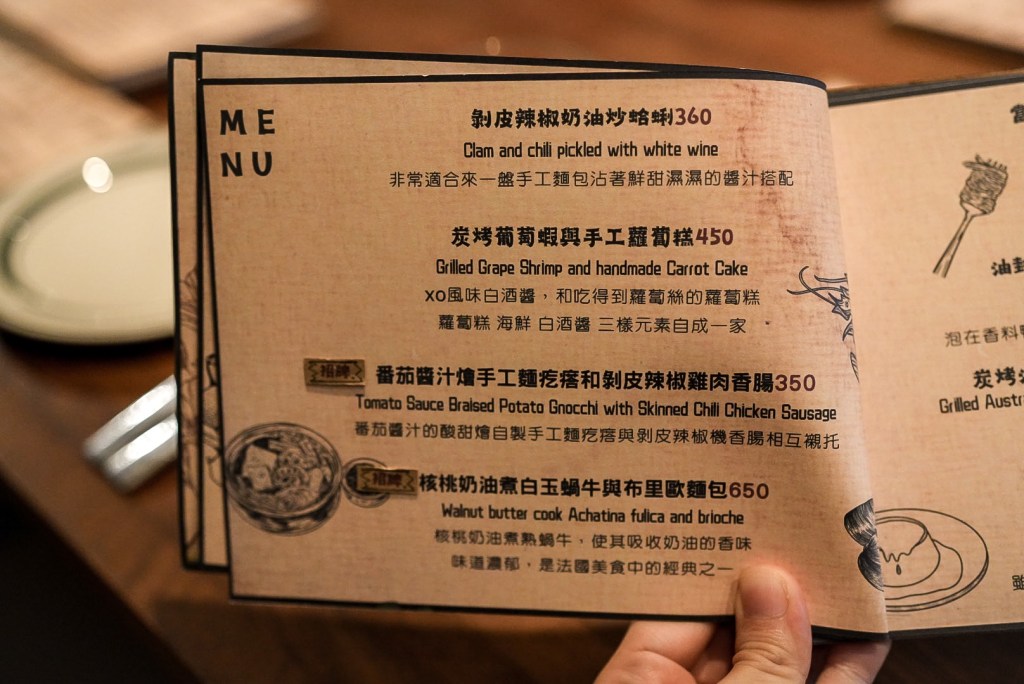 ME
NU
剝皮辣椒奶油炒蛤蜊360
Clam and chili pickled with white wine
非常適合來一盤手工麵包沾著鮮甜濕濕的醬汁搭配
炭烤葡萄蝦與手工蘿蔔糕450
Grilled Grape Shrimp and handmade Carrot Cake
xo風味白酒醬，和吃得到蘿蔔絲的蘿蔔糕
蘿蔔糕 海鮮 白酒醬 三樣元素自成一家
招牌 番茄醬汁燴手工麵疙瘩和剝皮辣椒雞肉香腸350
Tomato Sauce Braised Potato Gnocchi with Skinned Chili Chicken Sausage
番茄醬汁的酸甜燴自製手工麵疙瘩與剝皮辣椒機香腸相互襯托
招牌 核桃奶油煮白玉蝸牛與布里歐麵包650
Walnut butter cook Achatina fulica and brioche
核桃奶油煮熟蝸牛，使其吸收奶油的香味
味道濃郁，是法國美食中的經典之一
油封
泡在香料
炭烤
Grilled Austr